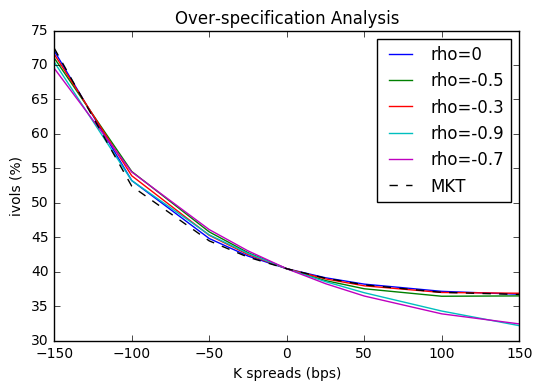 Over-specification Analysis
75
70
65
60
55
50
45
40
35
30
ivols (%)
rho=0
rho=-0.5
rho=-0.3
rho=-0.9
rho=-0.7
MKT
−150
−100
−50
0
50
100
150
K spreads (bps)